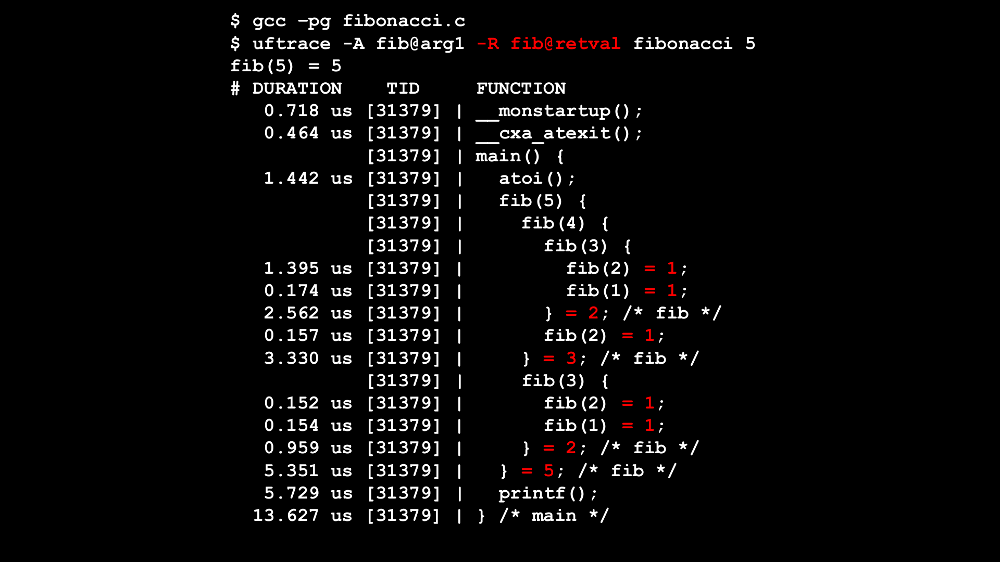 $ gcc –pg fibonacci.c
$ uftrace -A fib@arg1 -R fib@retval fibonacci 5
fib(5) = 5
# DURATION    TID     FUNCTION
   0.718 us [31379] | __monstartup();
   0.464 us [31379] | __cxa_atexit();
            [31379] | main() {
   1.442 us [31379] |   atoi();
            [31379] |   fib(5) {
            [31379] |     fib(4) {
            [31379] |       fib(3) {
   1.395 us [31379] |         fib(2) = 1;
   0.174 us [31379] |         fib(1) = 1;
   2.562 us [31379] |       } = 2; /* fib */
   0.157 us [31379] |       fib(2) = 1;
   3.330 us [31379] |     } = 3; /* fib */
            [31379] |     fib(3) {
   0.152 us [31379] |       fib(2) = 1;
   0.154 us [31379] |       fib(1) = 1;
   0.959 us [31379] |     } = 2; /* fib */
   5.351 us [31379] |   } = 5; /* fib */
   5.729 us [31379] |   printf();
  13.627 us [31379] | } /* main */